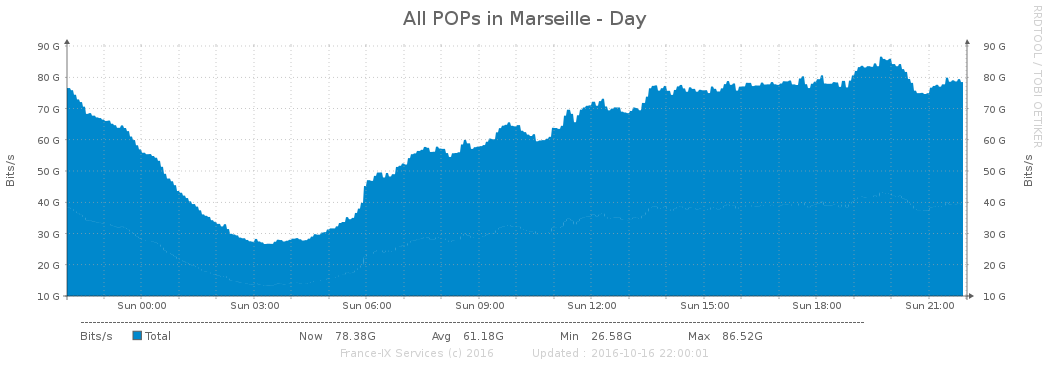 All POPs in Marseille - Day
RRDTOOL / TOBI OETIKER
Bits/s
90 G
80 G
70 G
60 G
50 G
40 G
30 G
20 G
10 G
90 G
80 G
70 G
60 G
50 G
40 G
30 G
20 G
10 G
Bits/s
Sun 00:00 Sun 03:00 Sun 06:00 Sun 09:00 Sun 12:00 Sun 15:00 Sun 18:00 Sun 21:00
Bits/s Total Now 78.38G Avg 61.18G Min 26.58G Max 86.52G
France-IX Services (c) 2016 Updated : 2016-10-16 22:00:01